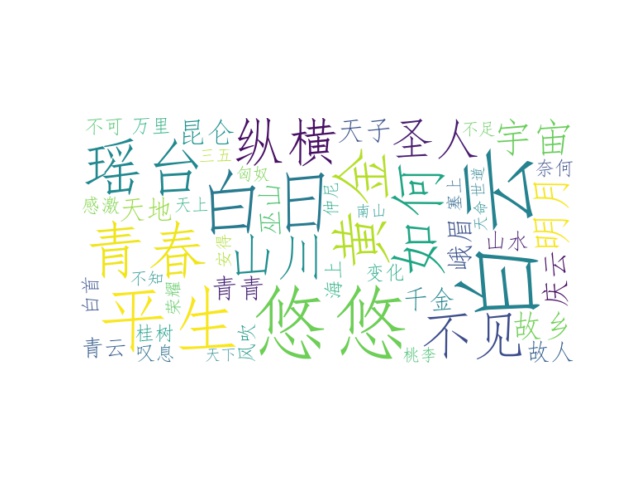 不可
万里
昆仑
纵横
天子
圣人
不足
宇宙
瑶台
三五
匈奴
白日
巫山
仲尼
黄金
南山
如何
峨眉
塞上
天命
世道
白云
奈何
明月
山水
庆云
感激
天地
天上
青春
安得
山川
海上
变化
白首
不知
荣耀
青青
平生
悠悠
千金
不见
故乡
青云
桂树
叹息
天下
风吹
桃李
故人